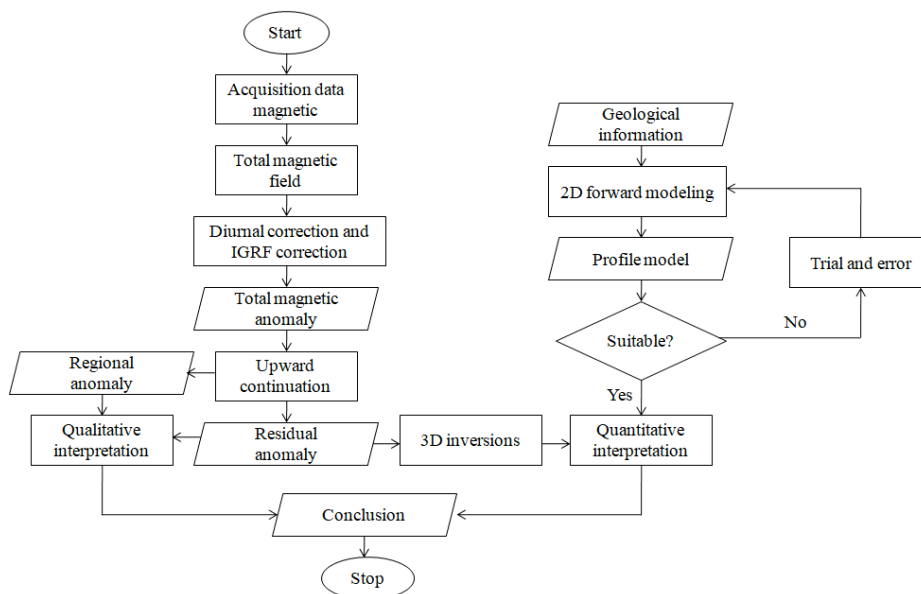 Start
Acquisition data
magnetic
Total magnetic
field
Diurnal correction and
IGRF correction
Total magnetic
anomaly
Upward
continuation
Regional
anomaly
Qualitative
interpretation
Residual
anomaly
3D inversions
Geological
information
2D forward modeling
Profile model
Trial and error
Suitable?
No
Yes
Quantitative
interpretation
Conclusion
Stop